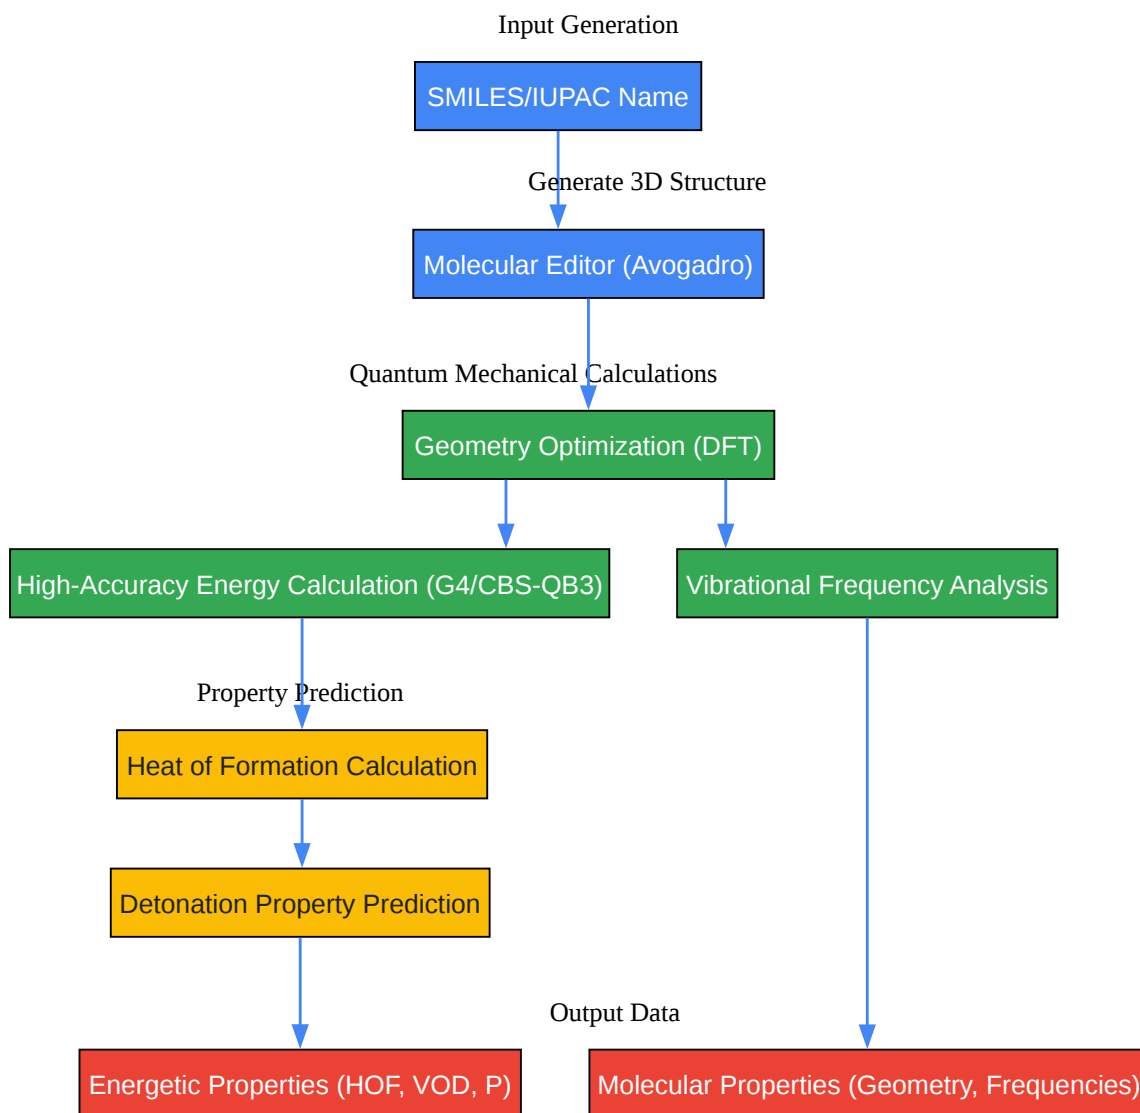 Input Generation
SMILES/IUPAC Name
Generate 3D Structure
Molecular Editor (Avogadro)
Quantum Mechanical Calculations
Geometry Optimization (DFT)
High-Accuracy Energy Calculation (G4/CBS-QB3)
Vibrational Frequency Analysis
Property Prediction
Heat of Formation Calculation
Detonation Property Prediction
Output Data
Energetic Properties (HOF, VOD, P)
Molecular Properties (Geometry, Frequencies)